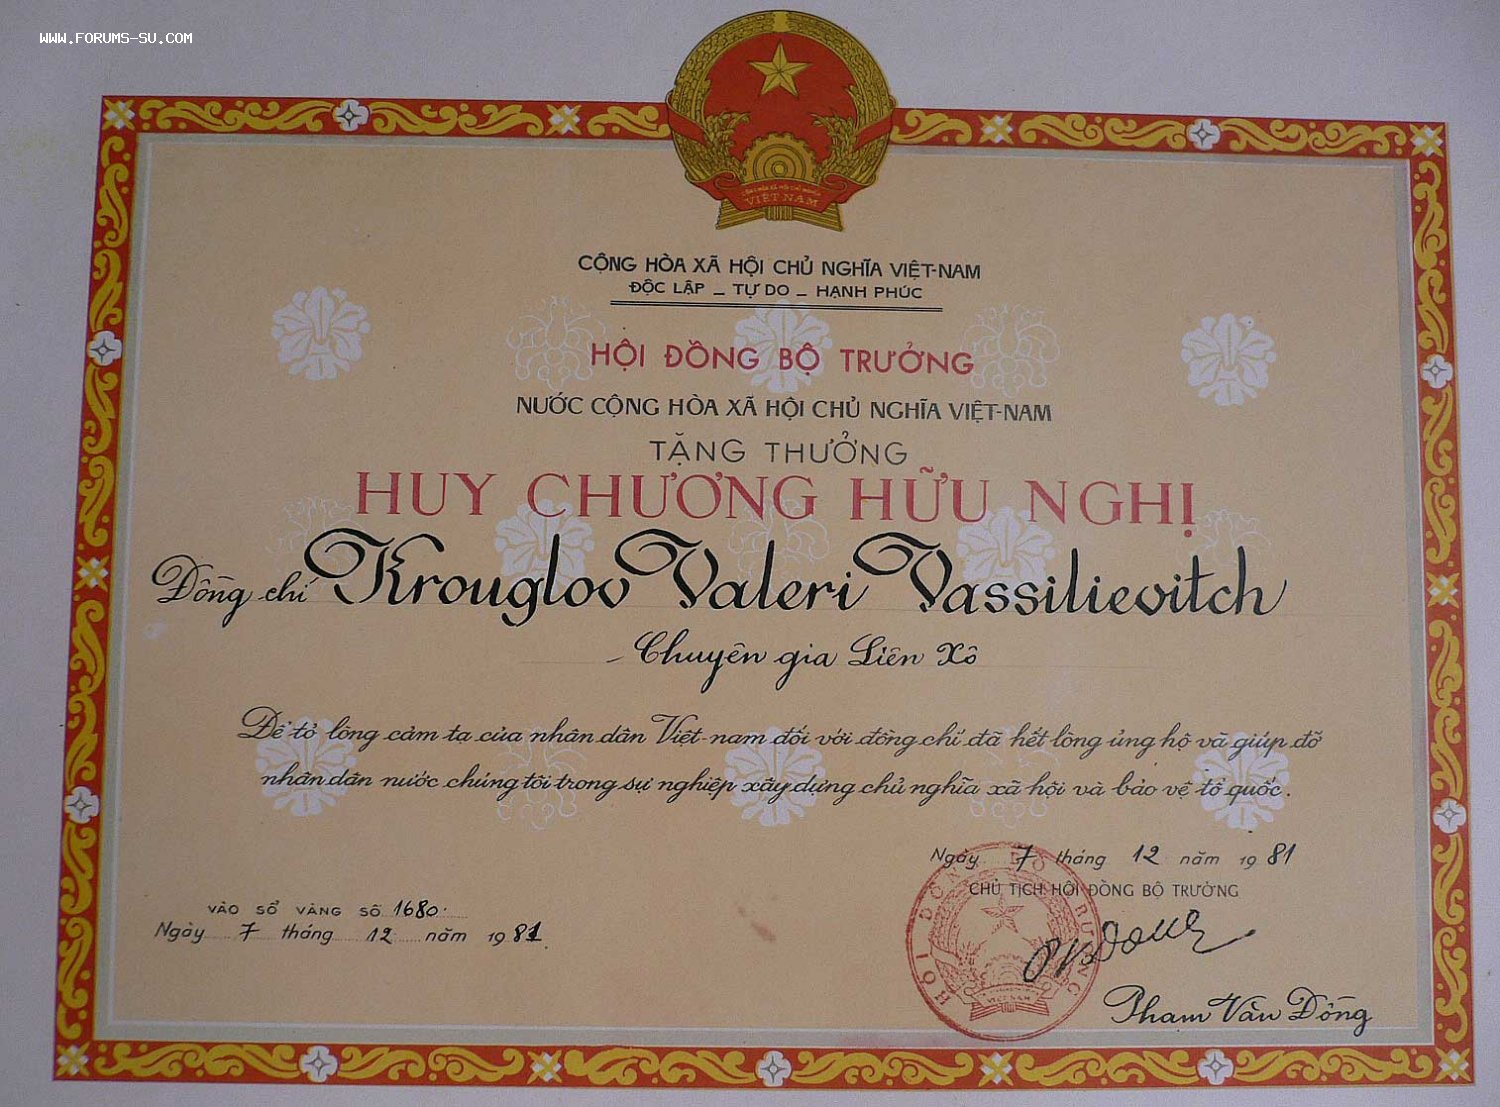 WWW.FORUMS-SU.COM
VIỆT NAM
CỘNG HÒA XÃ HỘI CHỦ NGHĨA VIỆT-NAM
ĐỘC LẬP _ TỰ DO _ HẠNH PHÚC
HỘI ĐỒNG BỘ TRƯỞNG
NƯỚC CỘNG HÒA XÃ HỘI CHỦ NGHĨA VIỆT-NAM
TẶNG THƯỞNG
HUY CHƯƠNG HỮU NGHỊ
Đồng chí Krouglov Valeri Vassilievitch
- Chuyên gia Liên Xô
Để tỏ lòng cảm tạ của nhân dân Việt-nam đối với đồng chí đã hết lòng ủng hộ và giúp đỡ
nhân dân nước chúng tôi trong sự nghiệp xây dựng chủ nghĩa xã hội và bảo vệ tổ quốc.
Ngày 7 tháng 12 năm 1981
CHỦ TỊCH HỘI ĐỒNG BỘ TRƯỞNG
VÀO SỔ VÀNG SỐ 1680
Ngày 7 tháng 12 năm 1981
HỘI ĐỒNG BỘ TRƯỞNG
VIỆT NAM
Phạm Văn Đồng